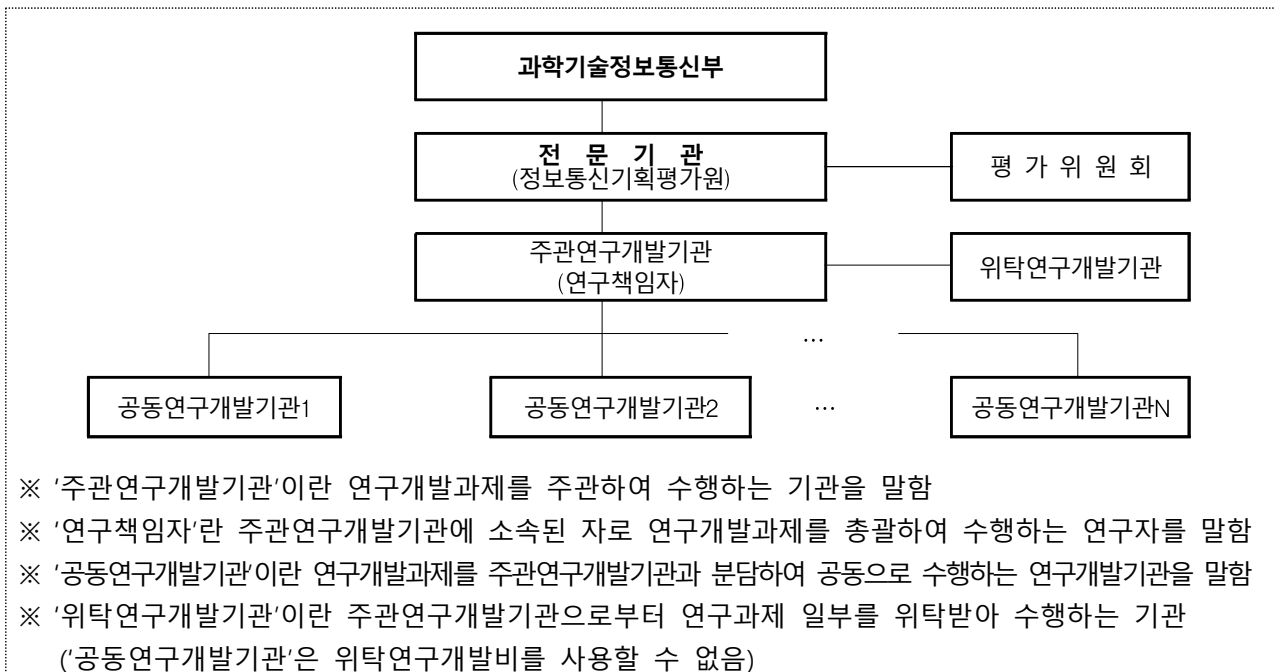 과학기술정보통신부
전 문 기 관
(정보통신기획평가원)
평 가 위 원 회
주관연구개발기관
(연구책임자)
위탁연구개발기관
…
공동연구개발기관1
공동연구개발기관2
…
공동연구개발기관N
※ '주관연구개발기관'이란 연구개발과제를 주관하여 수행하는 기관을 말함
※ '연구책임자'란 주관연구개발기관에 소속된 자로 연구개발과제를 총괄하여 수행하는 연구자를 말함
※ '공동연구개발기관'이란 연구개발과제를 주관연구개발기관과 분담하여 공동으로 수행하는 연구개발기관을 말함
※ '위탁연구개발기관'이란 주관연구개발기관으로부터 연구과제 일부를 위탁받아 수행하는 기관
('공동연구개발기관'은 위탁연구개발비를 사용할 수 없음)